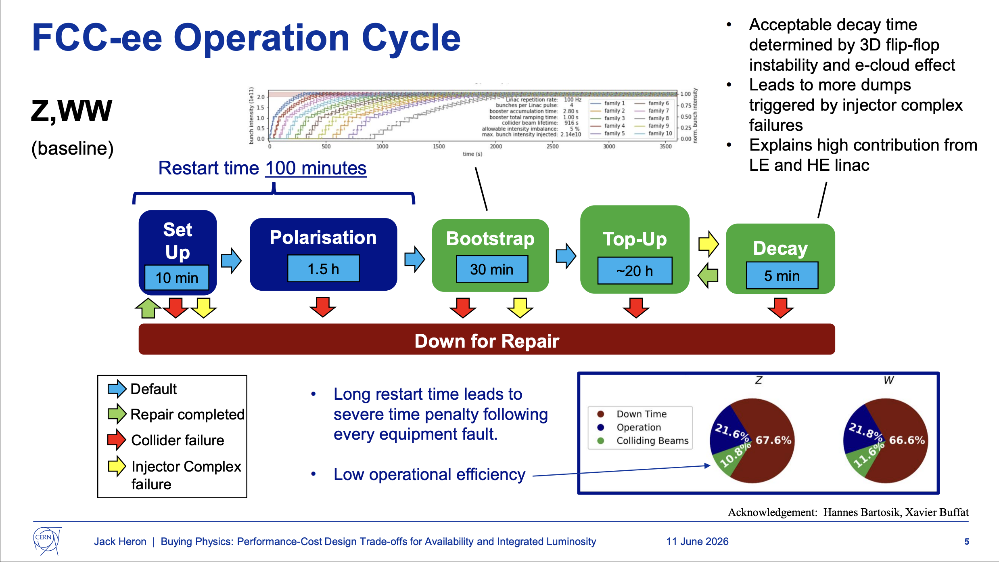 FCC-ee Operation Cycle
Z,WW
(baseline)
• Acceptable decay time
determined by 3D flip-flop
instability and e-cloud effect
• Leads to more dumps
triggered by injector complex
failures
• Explains high contribution from
LE and HE linac
bunch intensity (1e11)
2.0
1.5
1.0
0.5
0.0
Linac repetition rate: 100 Hz
bunches per Linac pulse: 4
booster accumulation time: 2.80 s
booster total ramping time: 1.00 s
collider beam lifetime: 916 s
allowable intensity imbalance: 5 %
max. bunch intensity injected: 2.14e10
family 1
family 2
family 3
family 4
family 5
family 6
family 7
family 8
family 9
family 10
1.00
0.75
0.50
0.25
0.00
norm. bunch intensity
0 500 1000 1500 2000 2500 3000 3500
time (s)
Restart time 100 minutes
Set
Up
10 min
Polarisation
1.5 h
Bootstrap
30 min
Top-Up
~20 h
Decay
5 min
Down for Repair
Default
Repair completed
Collider failure
Injector Complex
failure
• Long restart time leads to
severe time penalty following
every equipment fault.
• Low operational efficiency
Down Time
Operation
Colliding Beams
Z
21.6%
67.6%
10.8%
W
21.8%
66.6%
11.6%
Acknowledgement: Hannes Bartosik, Xavier Buffat
CERN
Jack Heron | Buying Physics: Performance-Cost Design Trade-offs for Availability and Integrated Luminosity
11 June 2026
5